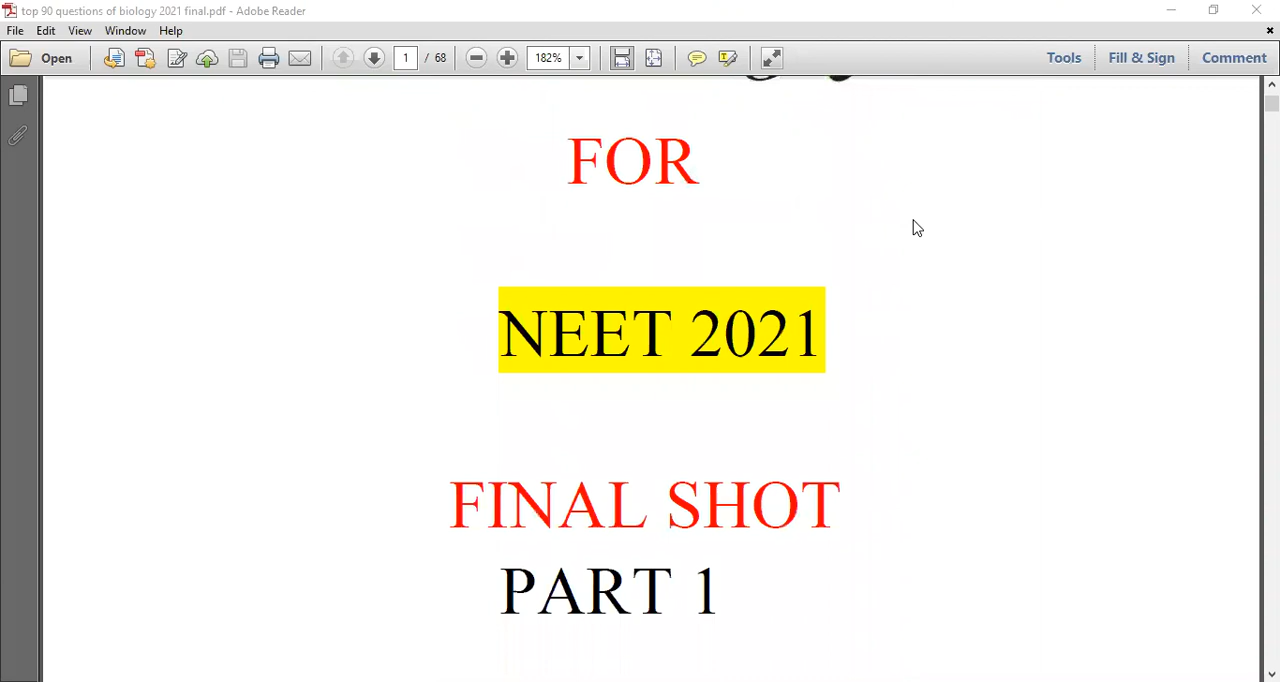 top 90 questions of biology 2021 final.pdf - Adobe Reader
File Edit View Window Help
Open 1 / 68 182% Tools Fill & Sign Comment
FOR
NEET 2021
FINAL SHOT
PART 1